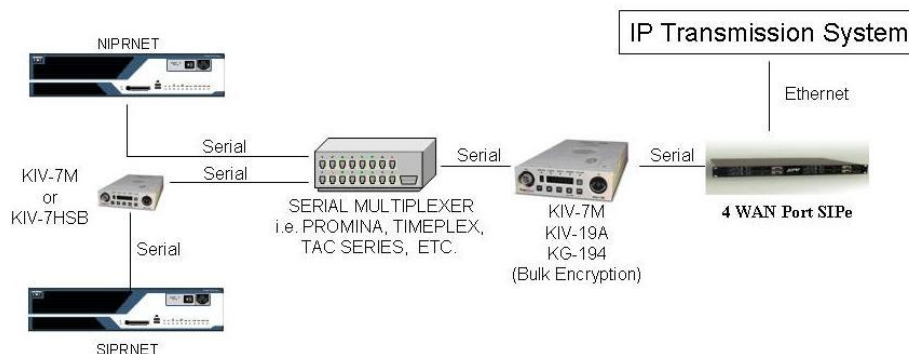 IP Transmission System
NIPRNET
Ethernet
Serial
Serial
Serial
Serial
KIV-7M
or
KIV-7HSB
SERIAL MULTIPLEXER
i.e. PROMINA, TIMEPLEX,
TAC SERIES, ETC.
KIV-7M
KIV-19A
KG-194
(Bulk Encryption)
4 WAN Port SIPe
Serial
SIPRNET